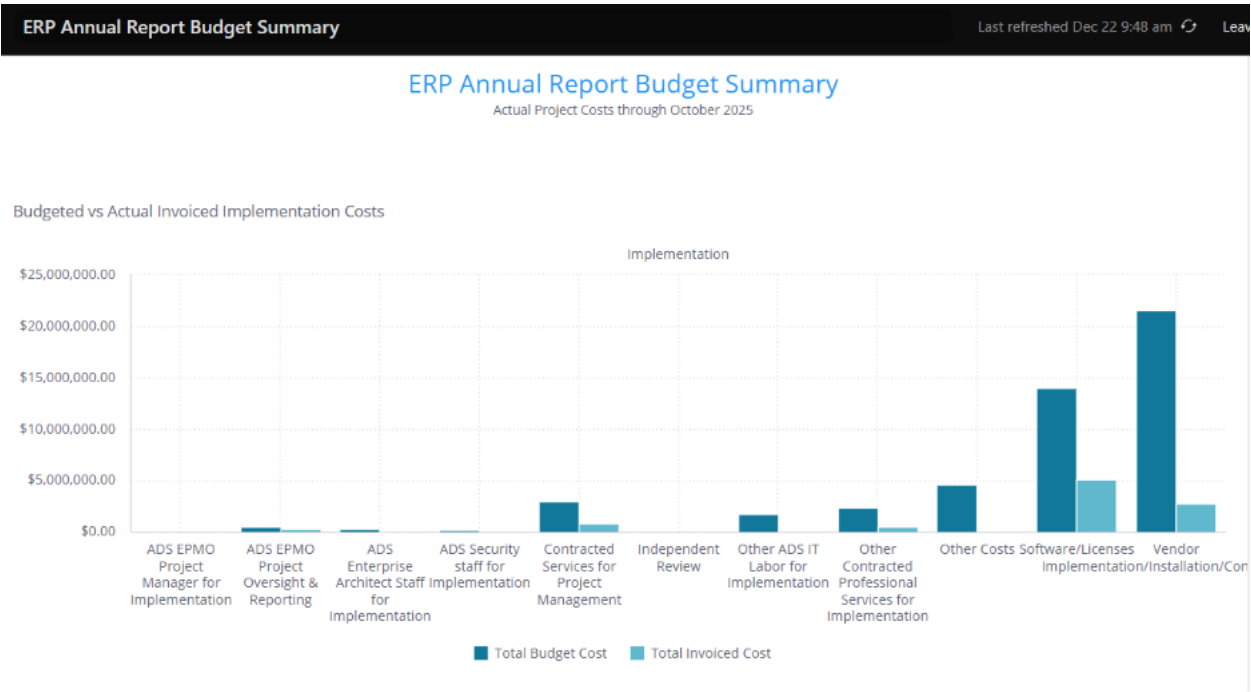 ERP Annual Report Budget Summary
Last refreshed Dec 22 9:48 am
Leav
ERP Annual Report Budget Summary
Actual Project Costs through October 2025
Budgeted vs Actual Invoiced Implementation Costs
Implementation
$25,000,000.00
$20,000,000.00
$15,000,000.00
$10,000,000.00
$5,000,000.00
$0.00
ADS EPMO
Project
Manager for
Implementation
ADS EPMO
Project
Oversight &
Reporting
ADS
Enterprise
Architect Staff
for
Implementation
ADS Security
staff for
Implementation
Contracted
Services for
Project
Management
Independent
Review
Other ADS IT
Labor for
Implementation
Other
Contracted
Professional
Services for
Implementation
Other Costs
Software/Licenses
Vendor
Implementation/Installation/Con
Total Budget Cost
Total Invoiced Cost